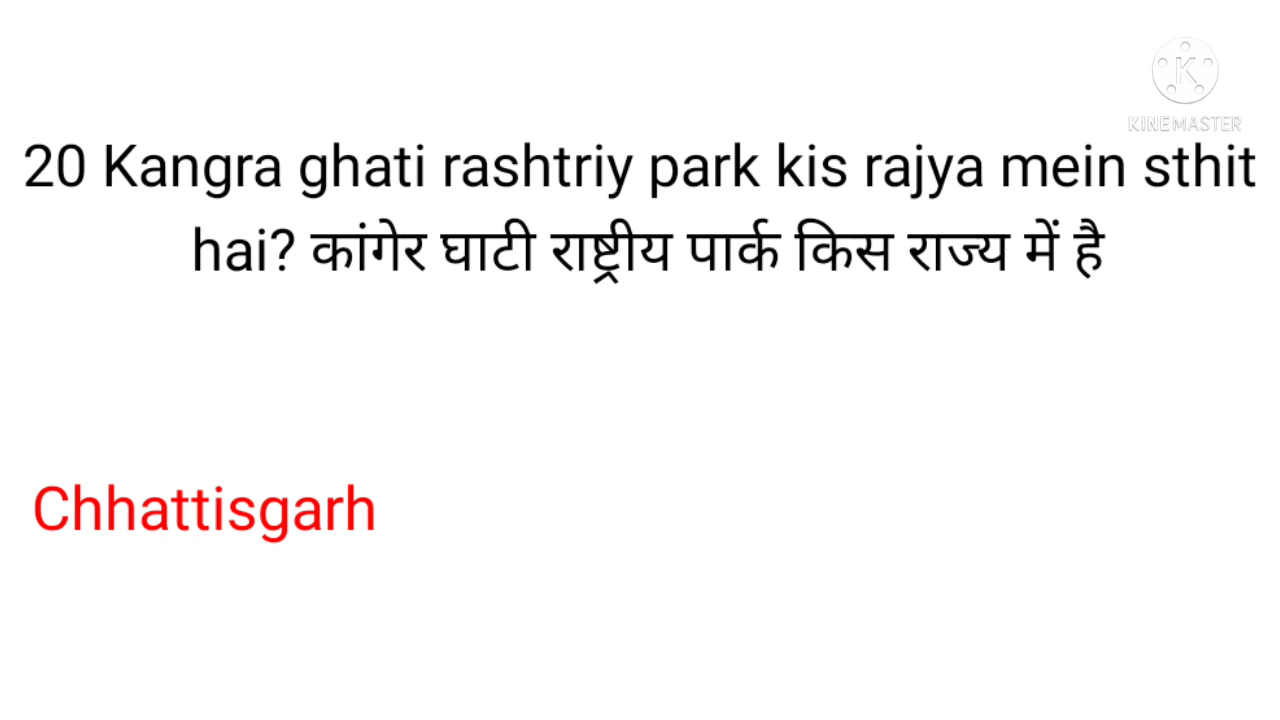 K
KINEMASTER
20 Kangra ghati rashtriy park kis rajya mein sthit
hai? कांगेर घाटी राष्ट्रीय पार्क किस राज्य में है
Chhattisgarh